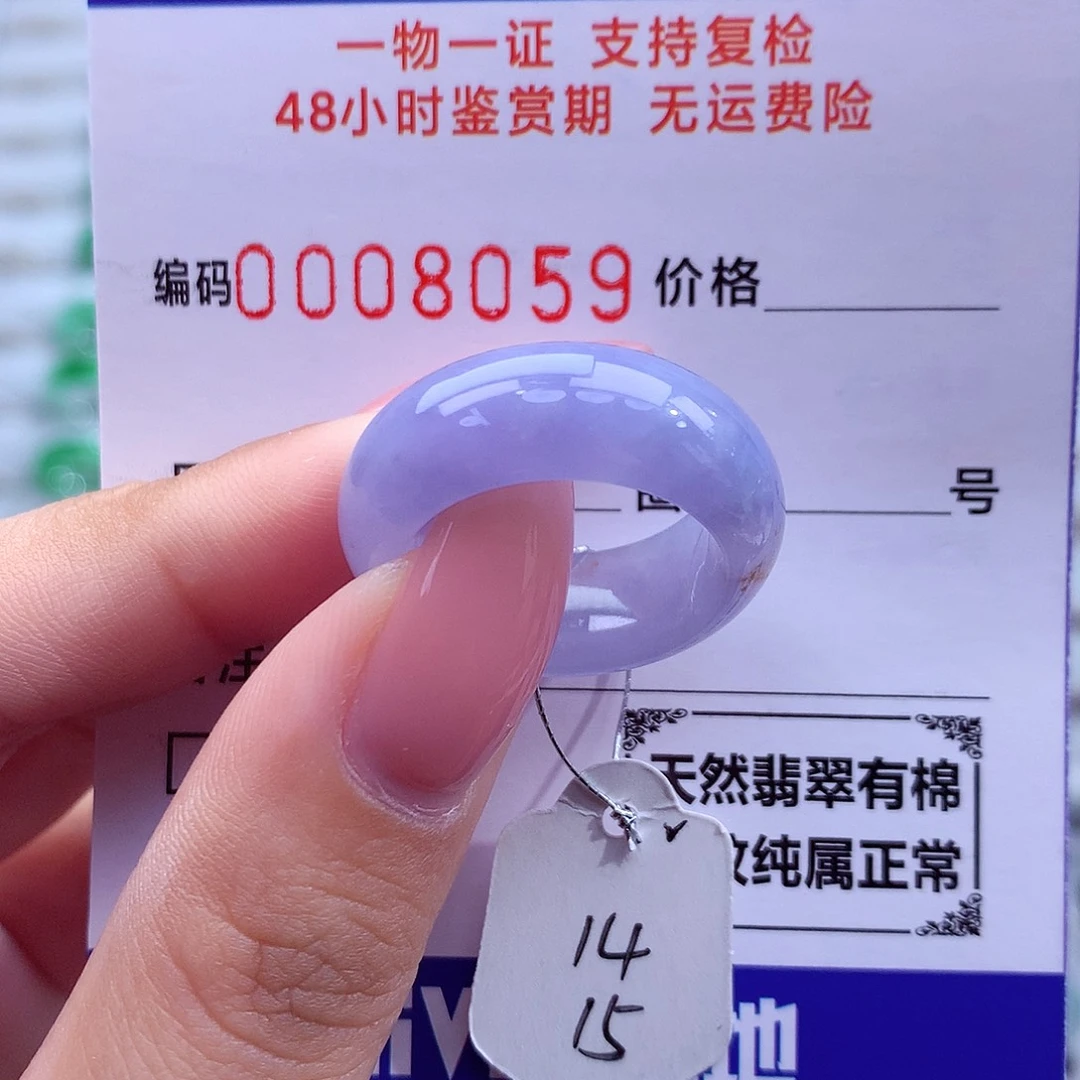 一物一证 支持复检
48小时鉴赏期 无运费险
编码0008059 价格
号
天然翡翠有棉
纹纯属正常
14
15
地